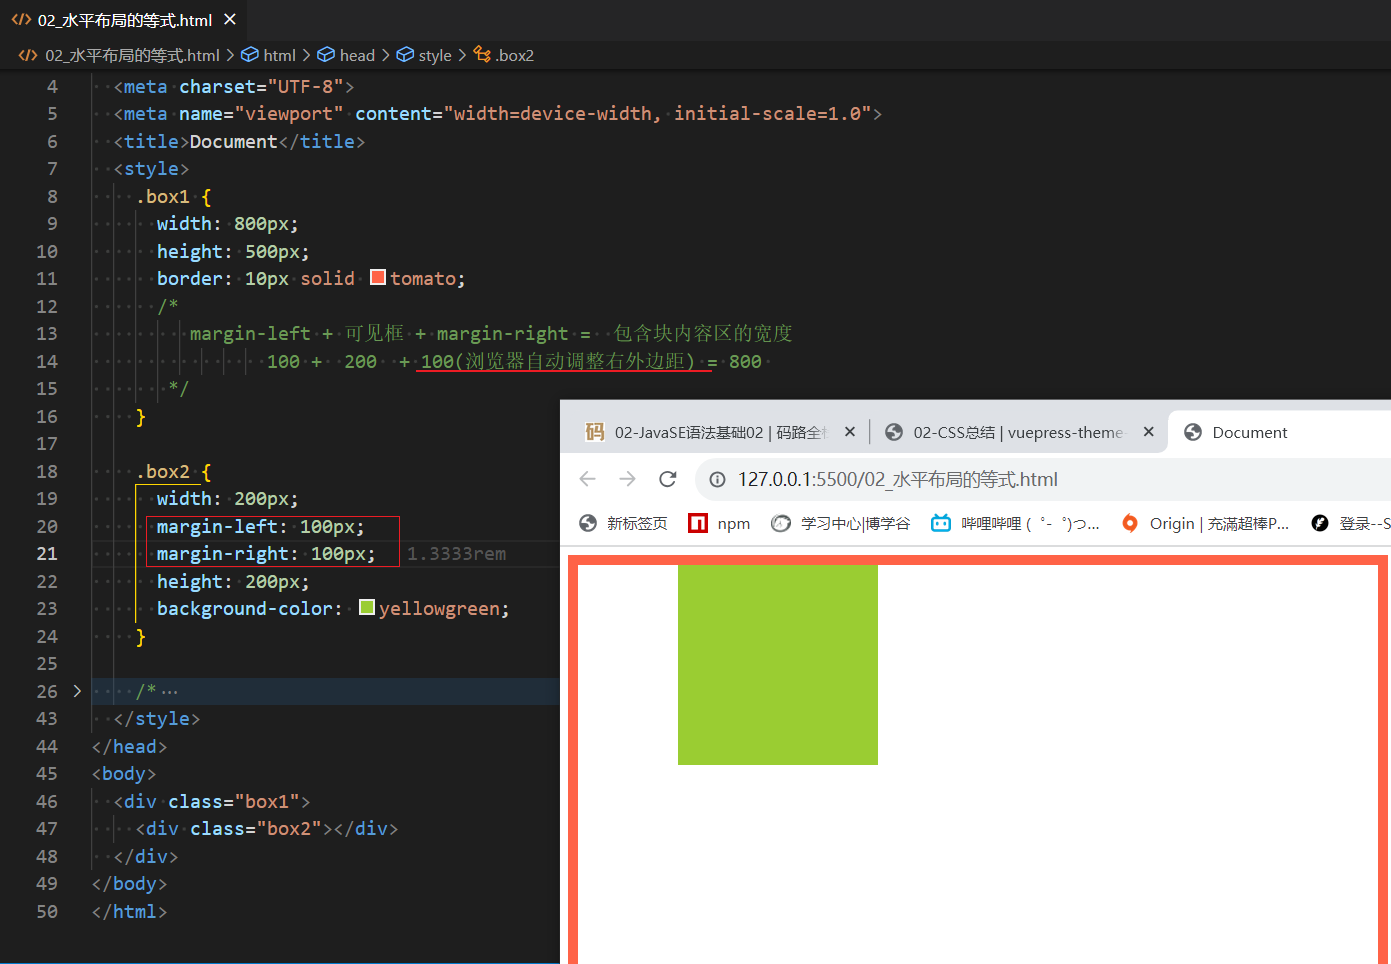 02_水平布局的等式.html
02_水平布局的等式.html > html > head > style > .box2
4 <meta charset="UTF-8">
5 <meta name="viewport" content="width=device-width, initial-scale=1.0">
6 <title>Document</title>
7 <style>
8 .box1 {
9 width: 800px;
10 height: 500px;
11 border: 10px solid tomato;
12 /*
13 margin-left + 可见框 + margin-right = 包含块内容区的宽度
14 100 + 200 + 100(浏览器自动调整右外边距) = 800
15 */
16 }
17
18 .box2 {
19 width: 200px;
20 margin-left: 100px;
21 margin-right: 100px; 1.3333rem
22 height: 200px;
23 background-color: yellowgreen;
24 }
25
26 /*…
43 </style>
44 </head>
45 <body>
46 <div class="box1">
47 <div class="box2"></div>
48 </div>
49 </body>
50 </html>
码 02-JavaSE语法基础02 | 码路全 02-CSS总结 | vuepress-theme- Document
127.0.0.1:5500/02_水平布局的等式.html
新标签页 npm 学习中心|博学谷 哔哩哔哩 (゜-゜)つ... Origin | 充满超棒P... 登录--S